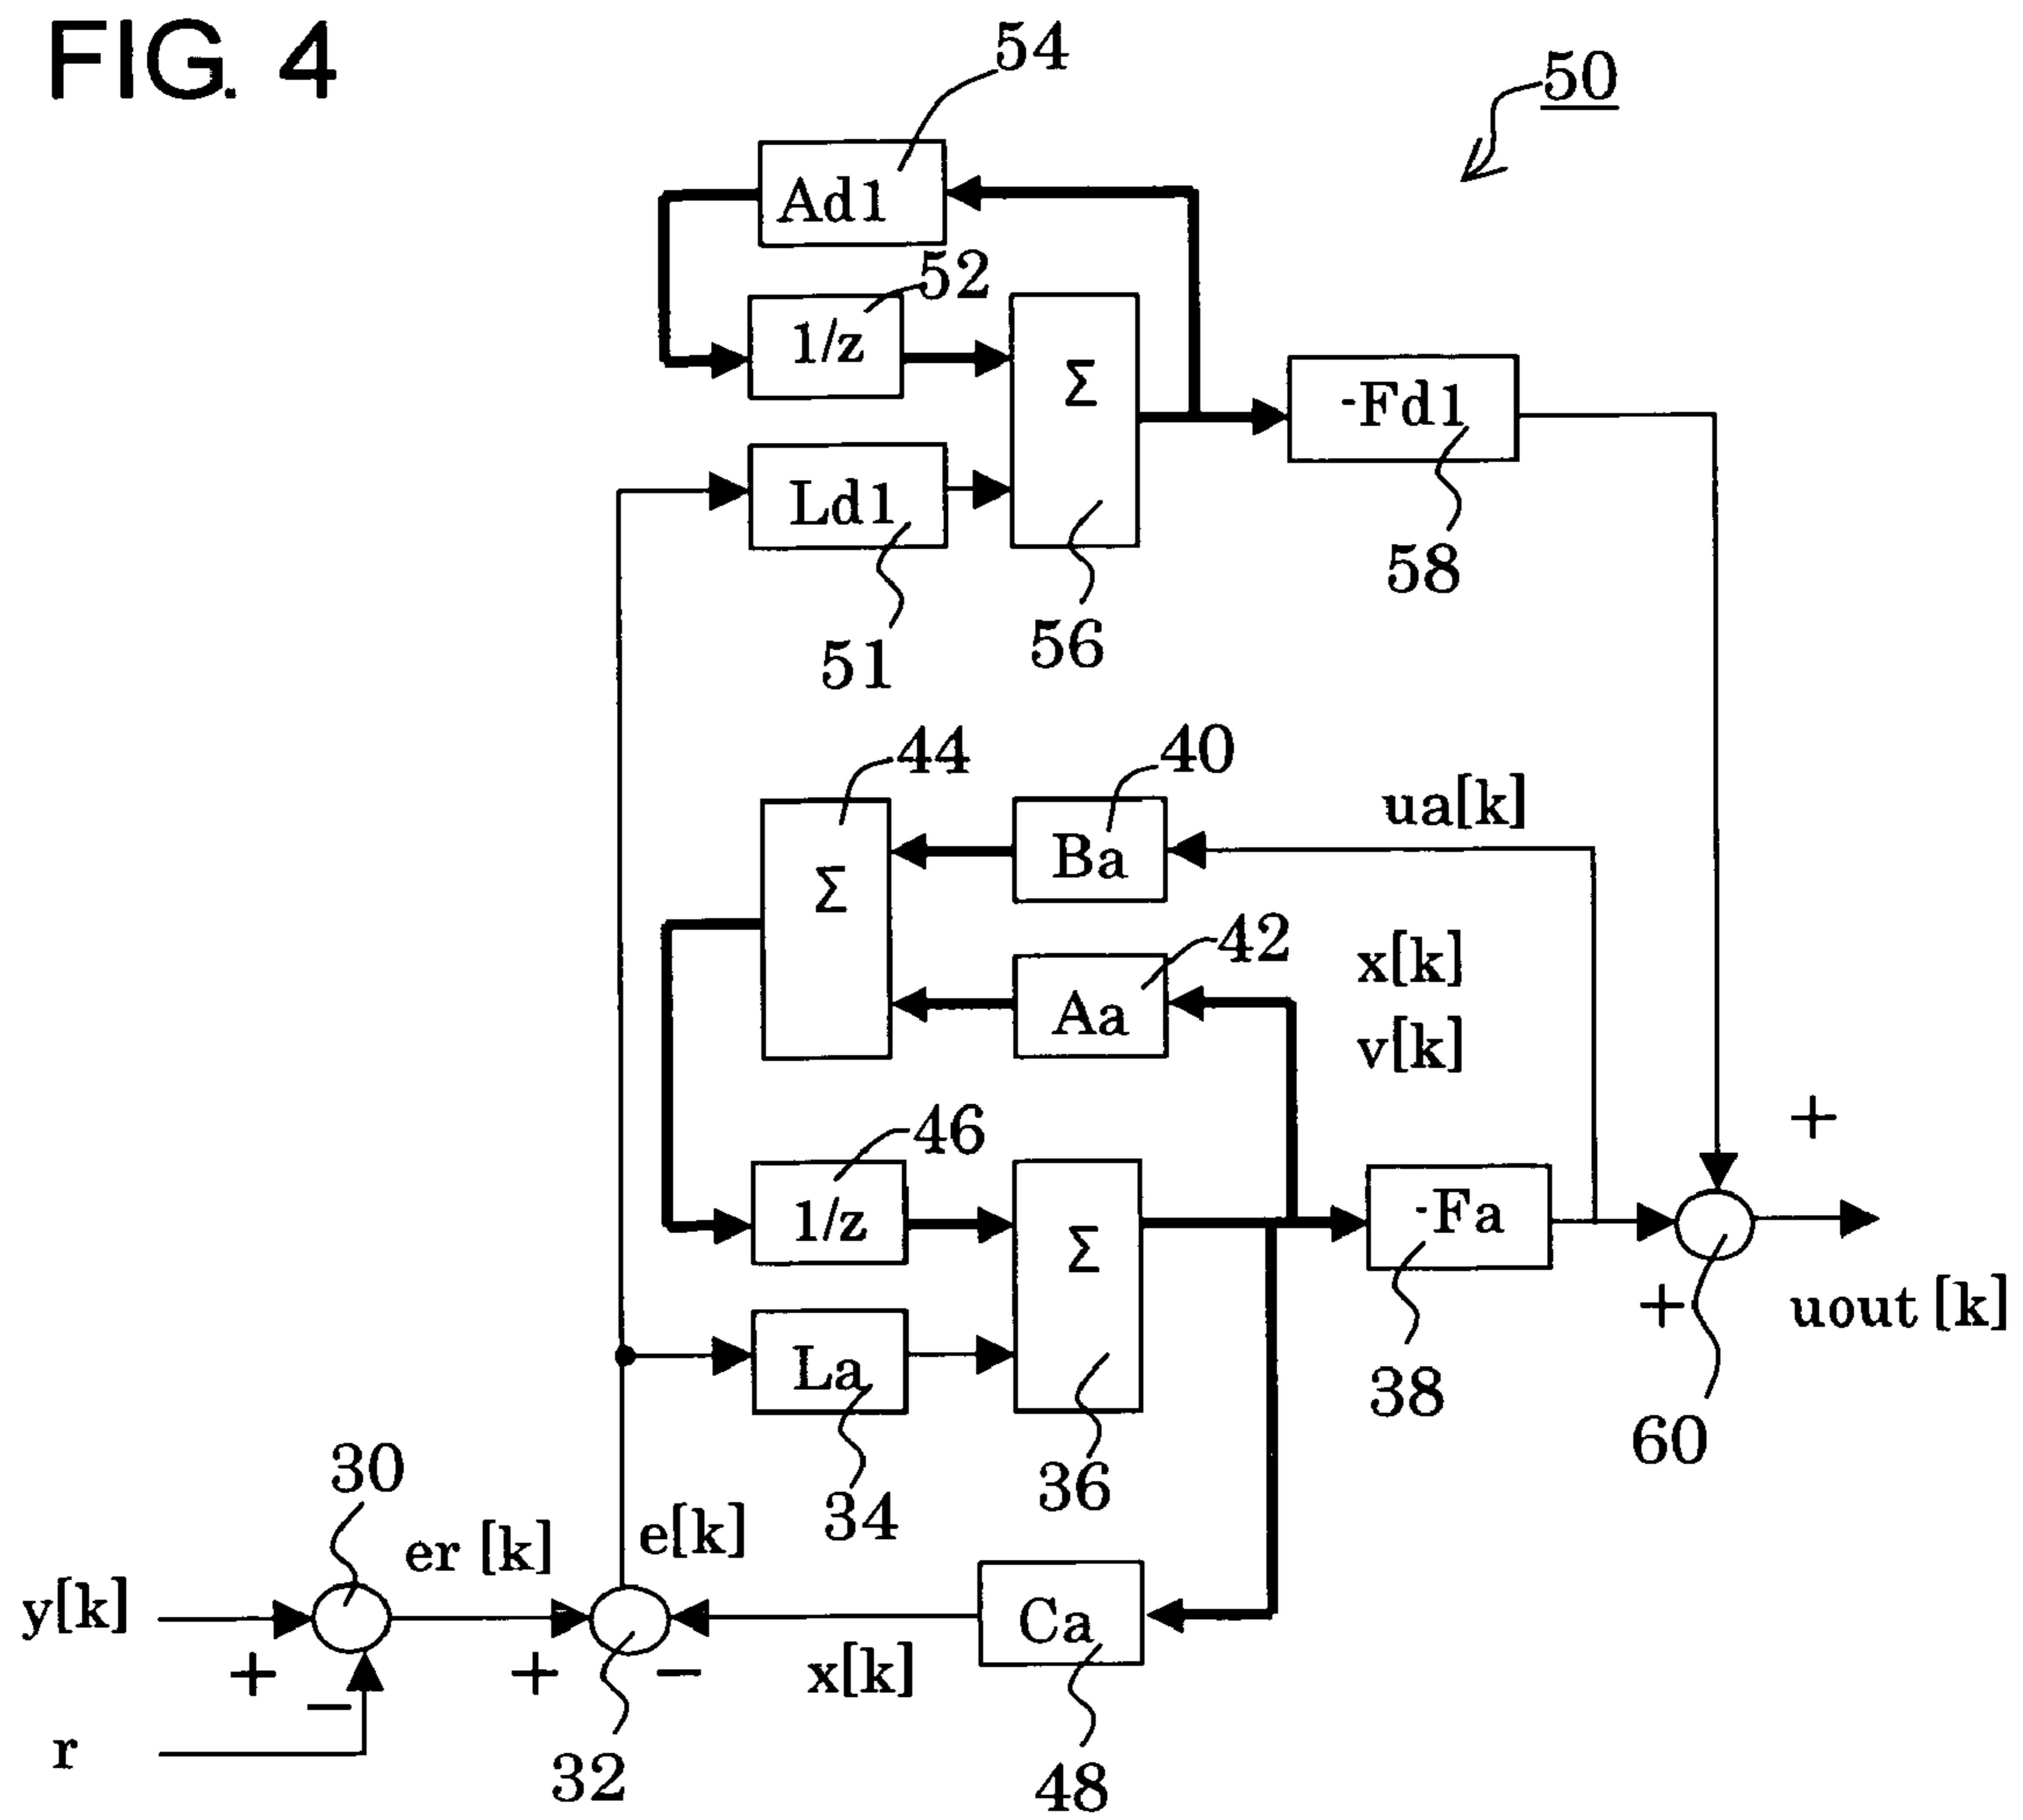 FIG. 4
54
50
Ad1
52
1/z
Σ
-Fd1
Ld1
58
51
56
44
40
ua[k]
Ba
Σ
42
x[k]
Aa
v[k]
46
+
1/z
Σ
-Fa
+
uout [k]
La
38
60
30
36
34
er [k]
e[k]
y[k]
Ca
+
+
−
x[k]
−
r
32
48